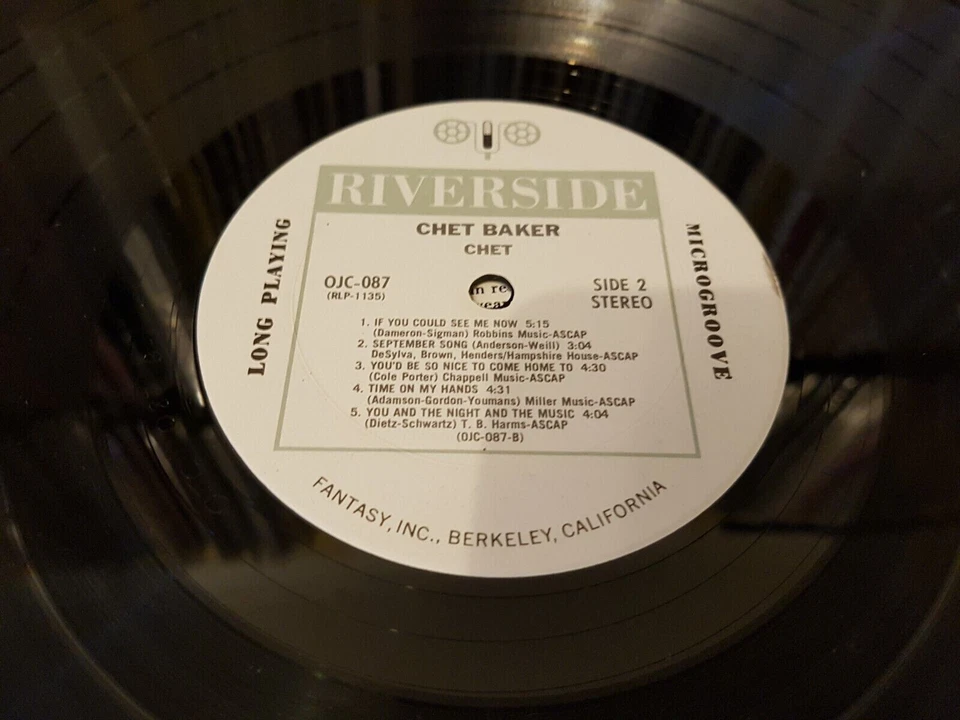 RIVERSIDE
CHET BAKER
CHET
LONG PLAYING
MICROGROOVE
OJC-087
(RLP-1135)
SIDE 2
STEREO
n re
year
1. IF YOU COULD SEE ME NOW 5:15
(Dameron-Sigman) Robbins Music-ASCAP
2. SEPTEMBER SONG (Anderson-Weill) 3:04
DeSylva, Brown, Henders/Hampshire House-ASCAP
3. YOU'D BE SO NICE TO COME HOME TO 4:30
(Cole Porter) Chappell Music-ASCAP
4. TIME ON MY HANDS 4:31
(Adamson-Gordon-Youmans) Miller Music-ASCAP
5. YOU AND THE NIGHT AND THE MUSIC 4:04
(Dietz-Schwartz) T. B. Harms-ASCAP
(OJC-087-B)
FANTASY, INC., BERKELEY, CALIFORNIA